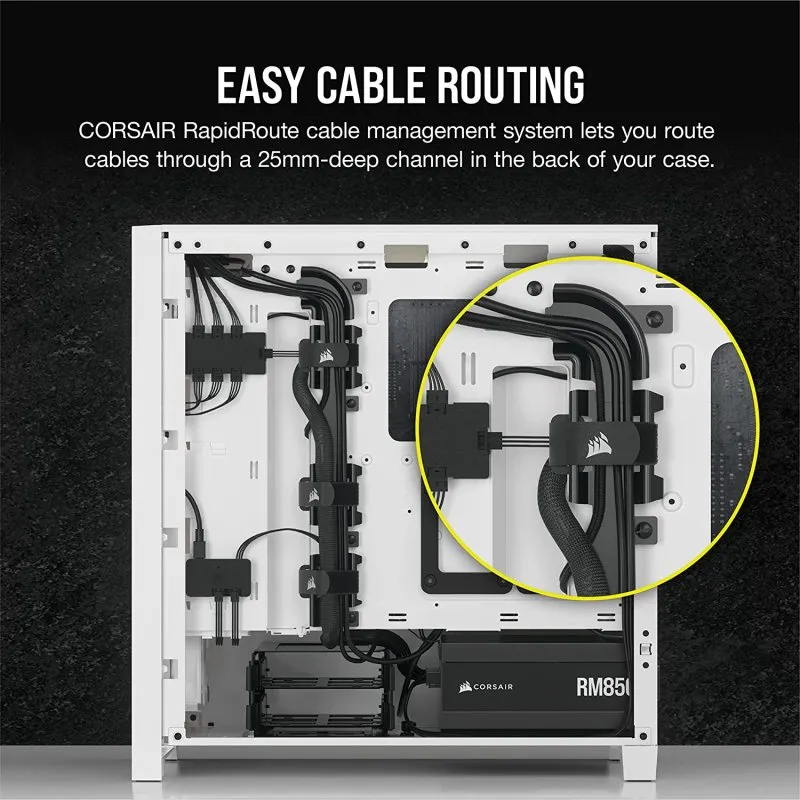 EASY CABLE ROUTING
CORSAIR RapidRoute cable management system lets you route
cables through a 25mm-deep channel in the back of your case.
CORSAIR
RM850